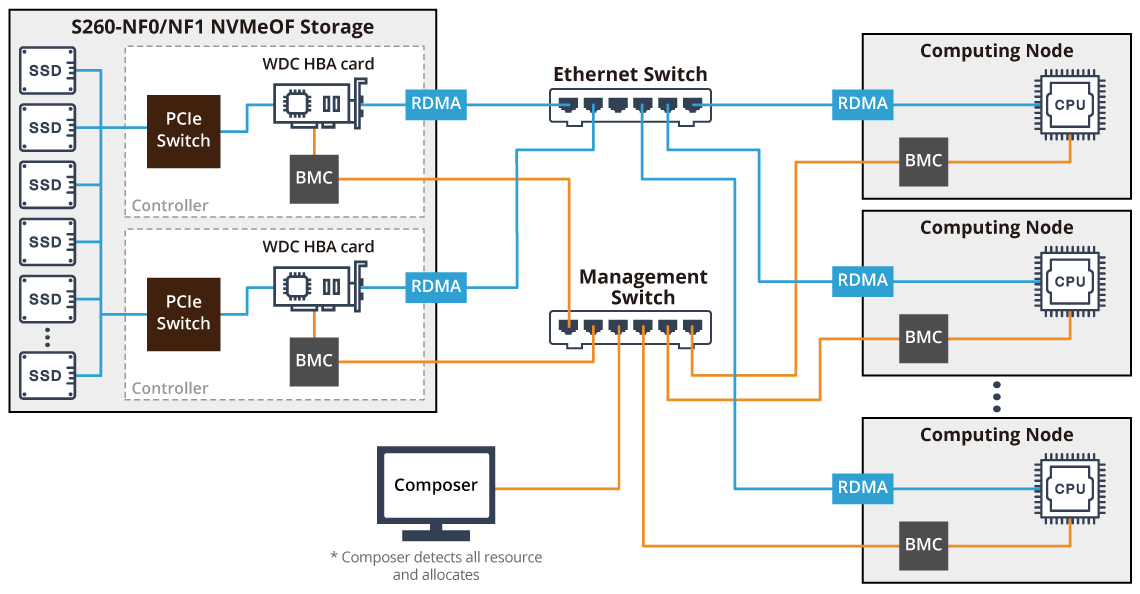 S260-NF0/NF1 NVMeOF Storage
SSD
SSD
SSD
SSD
SSD
SSD
WDC HBA card
PCIe
Switch
BMC
RDMA
Controller
WDC HBA card
PCIe
Switch
BMC
RDMA
Controller
Ethernet Switch
Management
Switch
Composer
* Composer detects all resource
and allocates
Computing Node
RDMA
CPU
BMC
Computing Node
RDMA
CPU
BMC
Computing Node
RDMA
CPU
BMC